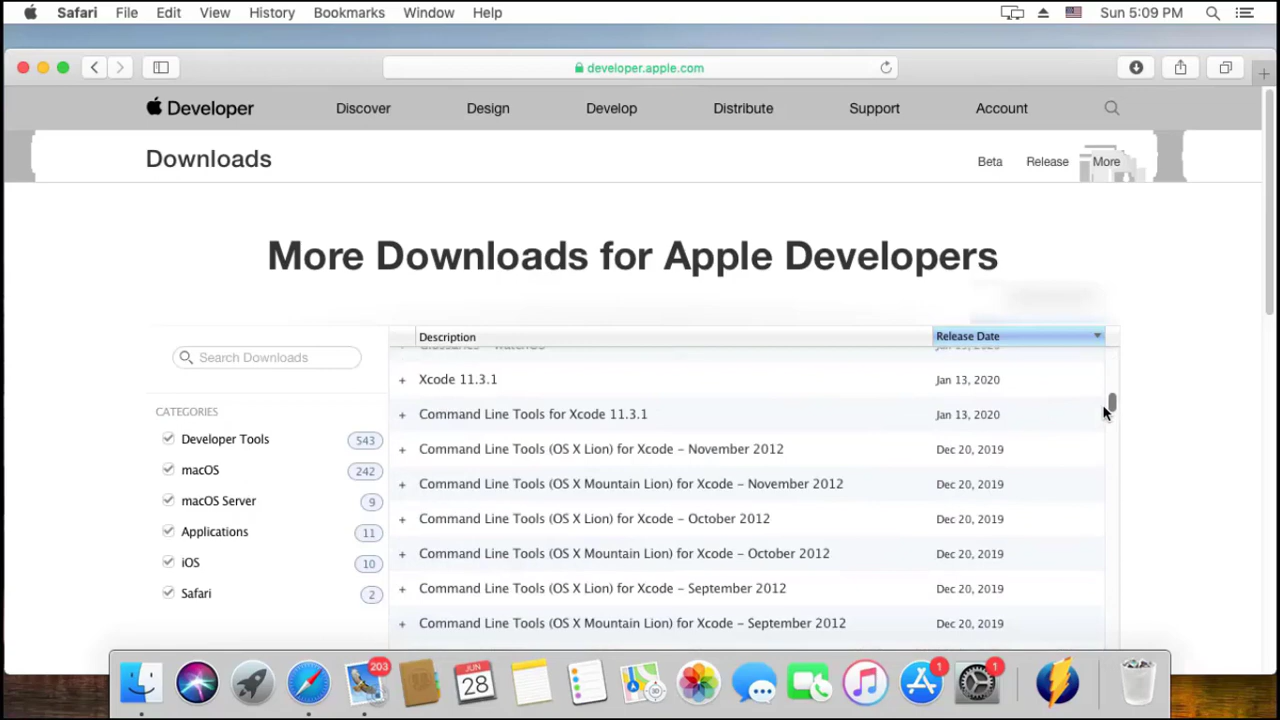 Safari File Edit View History Bookmarks Window Help Sun 5:09 PM
developer.apple.com
Developer Discover Design Develop Distribute Support Account
Downloads Beta Release More
More Downloads for Apple Developers
Description Release Date
Search Downloads
Xcode 11.3.1 Jan 13, 2020
CATEGORIES
Command Line Tools for Xcode 11.3.1 Jan 13, 2020
Developer Tools 543
Command Line Tools (OS X Lion) for Xcode – November 2012 Dec 20, 2019
macOS 242
Command Line Tools (OS X Mountain Lion) for Xcode – November 2012 Dec 20, 2019
macOS Server 9
Command Line Tools (OS X Lion) for Xcode – October 2012 Dec 20, 2019
Applications 11
Command Line Tools (OS X Mountain Lion) for Xcode – October 2012 Dec 20, 2019
iOS 10
Command Line Tools (OS X Lion) for Xcode – September 2012 Dec 20, 2019
Safari 2
Command Line Tools (OS X Mountain Lion) for Xcode – September 2012 Dec 20, 2019
203 JUN 1 1
28